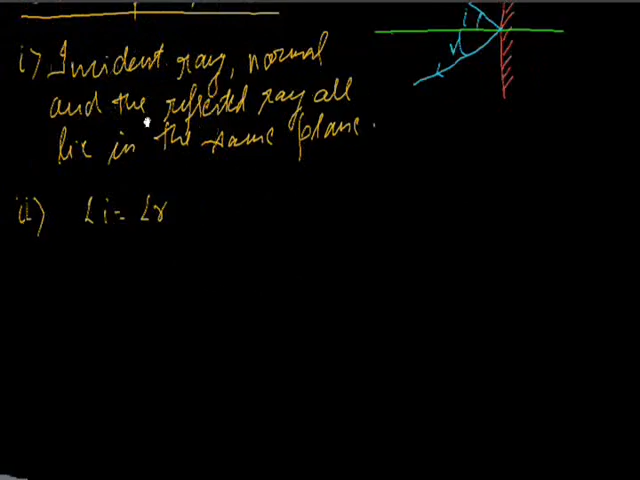 i) Incident ray, normal
and the reflected ray all
lie in the same plane.
ii) ∠i = ∠r
i
r